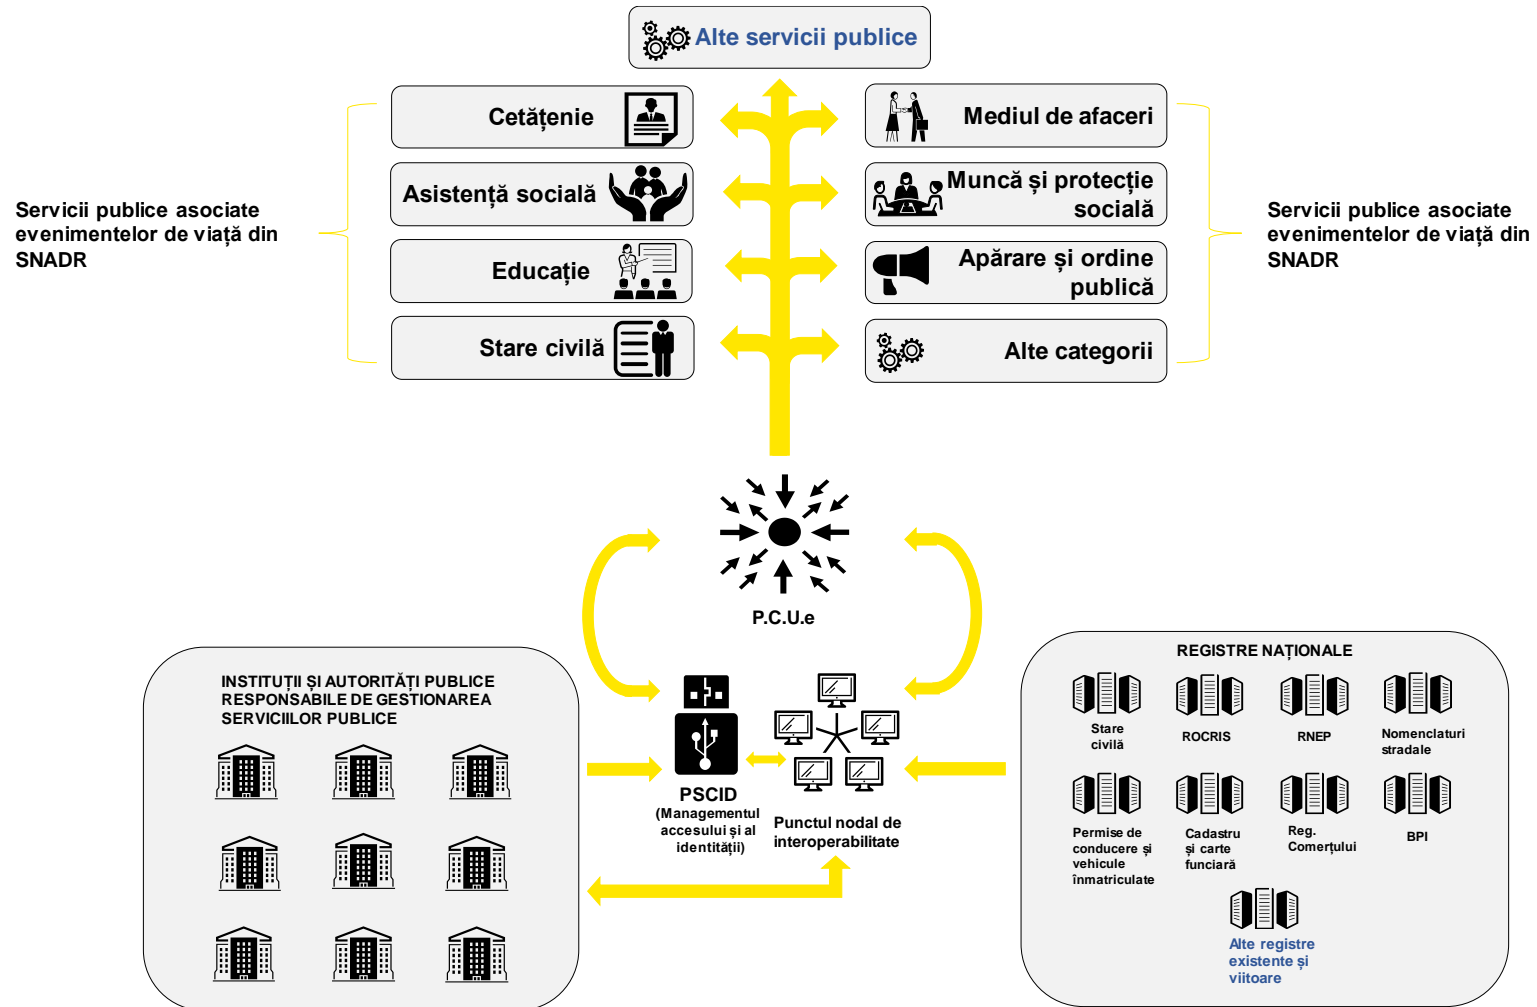 Alte servicii publice
Cetățenie
Asistență socială
Educație
Stare civilă
Mediul de afaceri
Muncă și protecție
socială
Apărare și ordine
publică
Alte categorii
Servicii publice asociate
evenimentelor de viață din
SNADR
Servicii publice asociate
evenimentelor de viață din
SNADR
P.C.U.e
INSTITUȚII ȘI AUTORITĂȚI PUBLICE
RESPONSABILE DE GESTIONAREA
SERVICIILOR PUBLICE
PSCID
(Managementul
accesului și al
identității)
Punctul nodal de
interoperabilitate
REGISTRE NAȚIONALE
Stare
civilă
ROCRIS
RNEP
Nomenclaturi
stradale
Permise de
conducere și
vehicule
înmatriculate
Cadastru
și carte
funciară
Reg.
Comerțului
BPI
Alte registre
existente și
viitoare